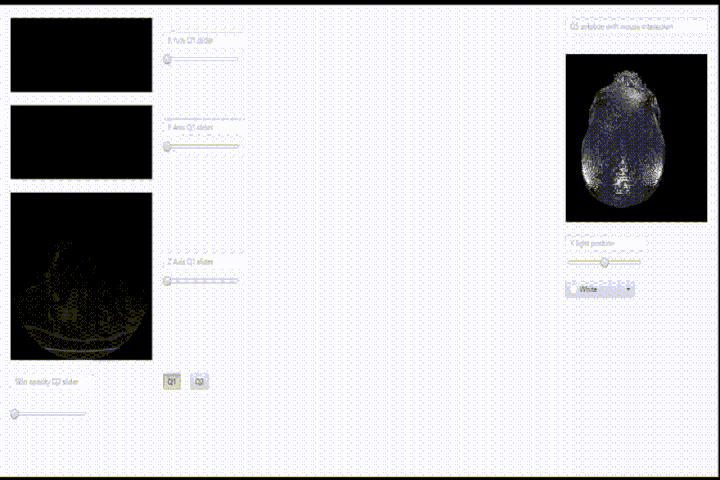 X Axis Q1 slider
Y Axis Q1 slider
Z Axis Q1 slider
Skin opacity Q2 slider
Q1
Q2
Q5 rotation with mouse interaction
X light position
White